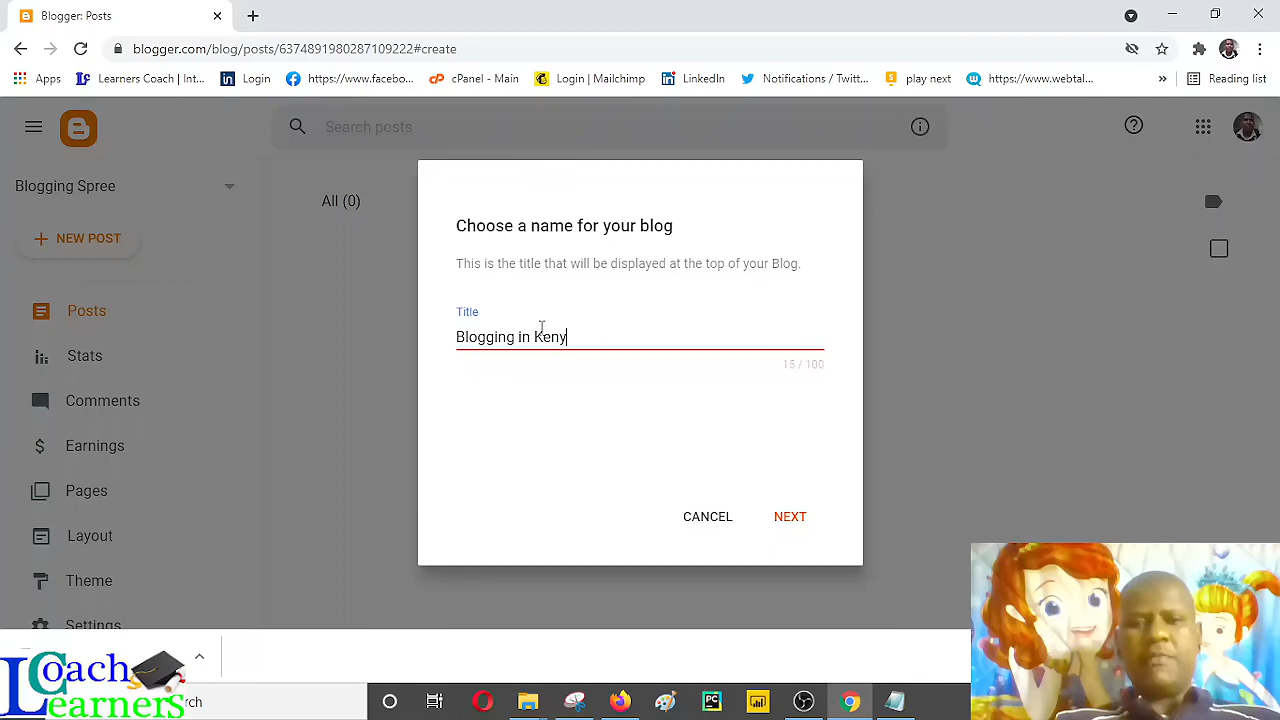 Blogger: Posts
blogger.com/blog/posts/6374891980287109222#create
Apps
Learners Coach | Int...
Login
https://www.facebo...
cPanel - Main
Login | Mailchimp
LinkedIn
Notifications / Twitt...
play.next
https://www.webtal...
Reading list
Search posts
Blogging Spree
All (0)
NEW POST
Choose a name for your blog
This is the title that will be displayed at the top of your Blog.
Title
Blogging in Keny
16 / 100
CANCEL
NEXT
Posts
Stats
Comments
Earnings
Pages
Layout
Theme
Settings
Coach
Learners
rch